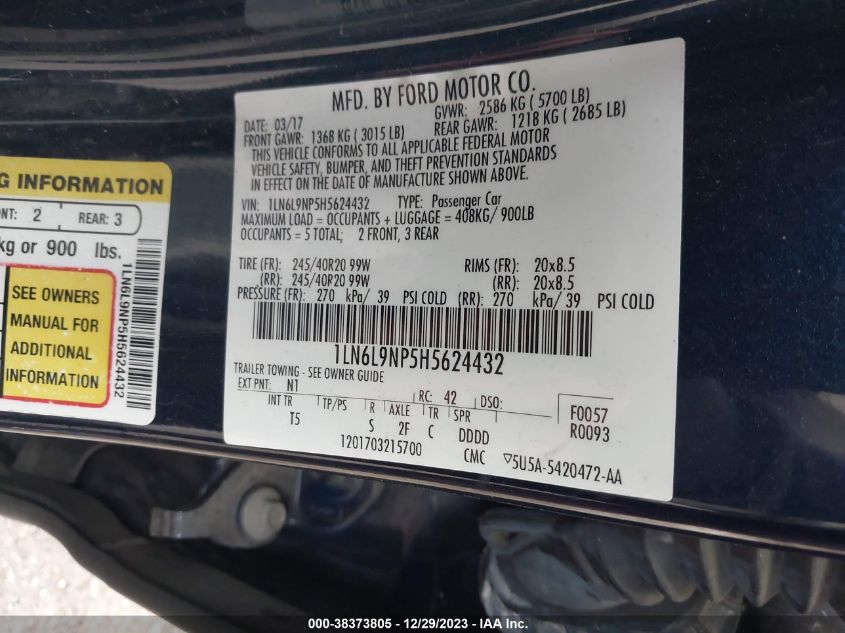 MFD. BY FORD MOTOR CO.
DATE: 03/17 GVWR: 2586 KG ( 5700 LB)
FRONT GAWR: 1368 KG ( 3015 LB) REAR GAWR: 1218 KG ( 2685 LB)
THIS VEHICLE CONFORMS TO ALL APPLICABLE FEDERAL MOTOR
VEHICLE SAFETY, BUMPER, AND THEFT PREVENTION STANDARDS
IN EFFECT ON THE DATE OF MANUFACTURE SHOWN ABOVE.
VIN: 1LN6L9NP5H5624432 TYPE: Passenger Car
MAXIMUM LOAD = OCCUPANTS + LUGGAGE = 408KG/ 900LB
OCCUPANTS = 5 TOTAL; 2 FRONT, 3 REAR
TIRE (FR): 245/40R20 99W RIMS (FR): 20x8.5
(RR): 245/40R20 99W (RR): 20x8.5
PRESSURE (FR): 270 kPa/ 39 PSI COLD (RR): 270 kPa/ 39 PSI COLD
1LN6L9NP5H5624432
TRAILER TOWING - SEE OWNER GUIDE
EXT PNT: N1 RC: 42 DSO:
INT TR TP/PS R AXLE TR SPR F0057
T5 S 2F C DDDD R0093
1201703215700 CMC ▽5U5A-5420472-AA
G INFORMATION
NT: 2 REAR: 3
kg or 900 lbs.
SEE OWNERS
MANUAL FOR
ADDITIONAL
INFORMATION
1LN6L9NP5H5624432
000-38373805 - 12/29/2023 - IAA Inc.